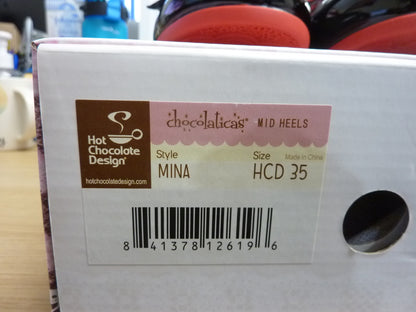 chocolaticas® MID HEELS
Hot
Chocolate
Design®
hotchocolatedesign.com
Style
MINA
Size
HCD 35
Made in China
8 41378 12619 6